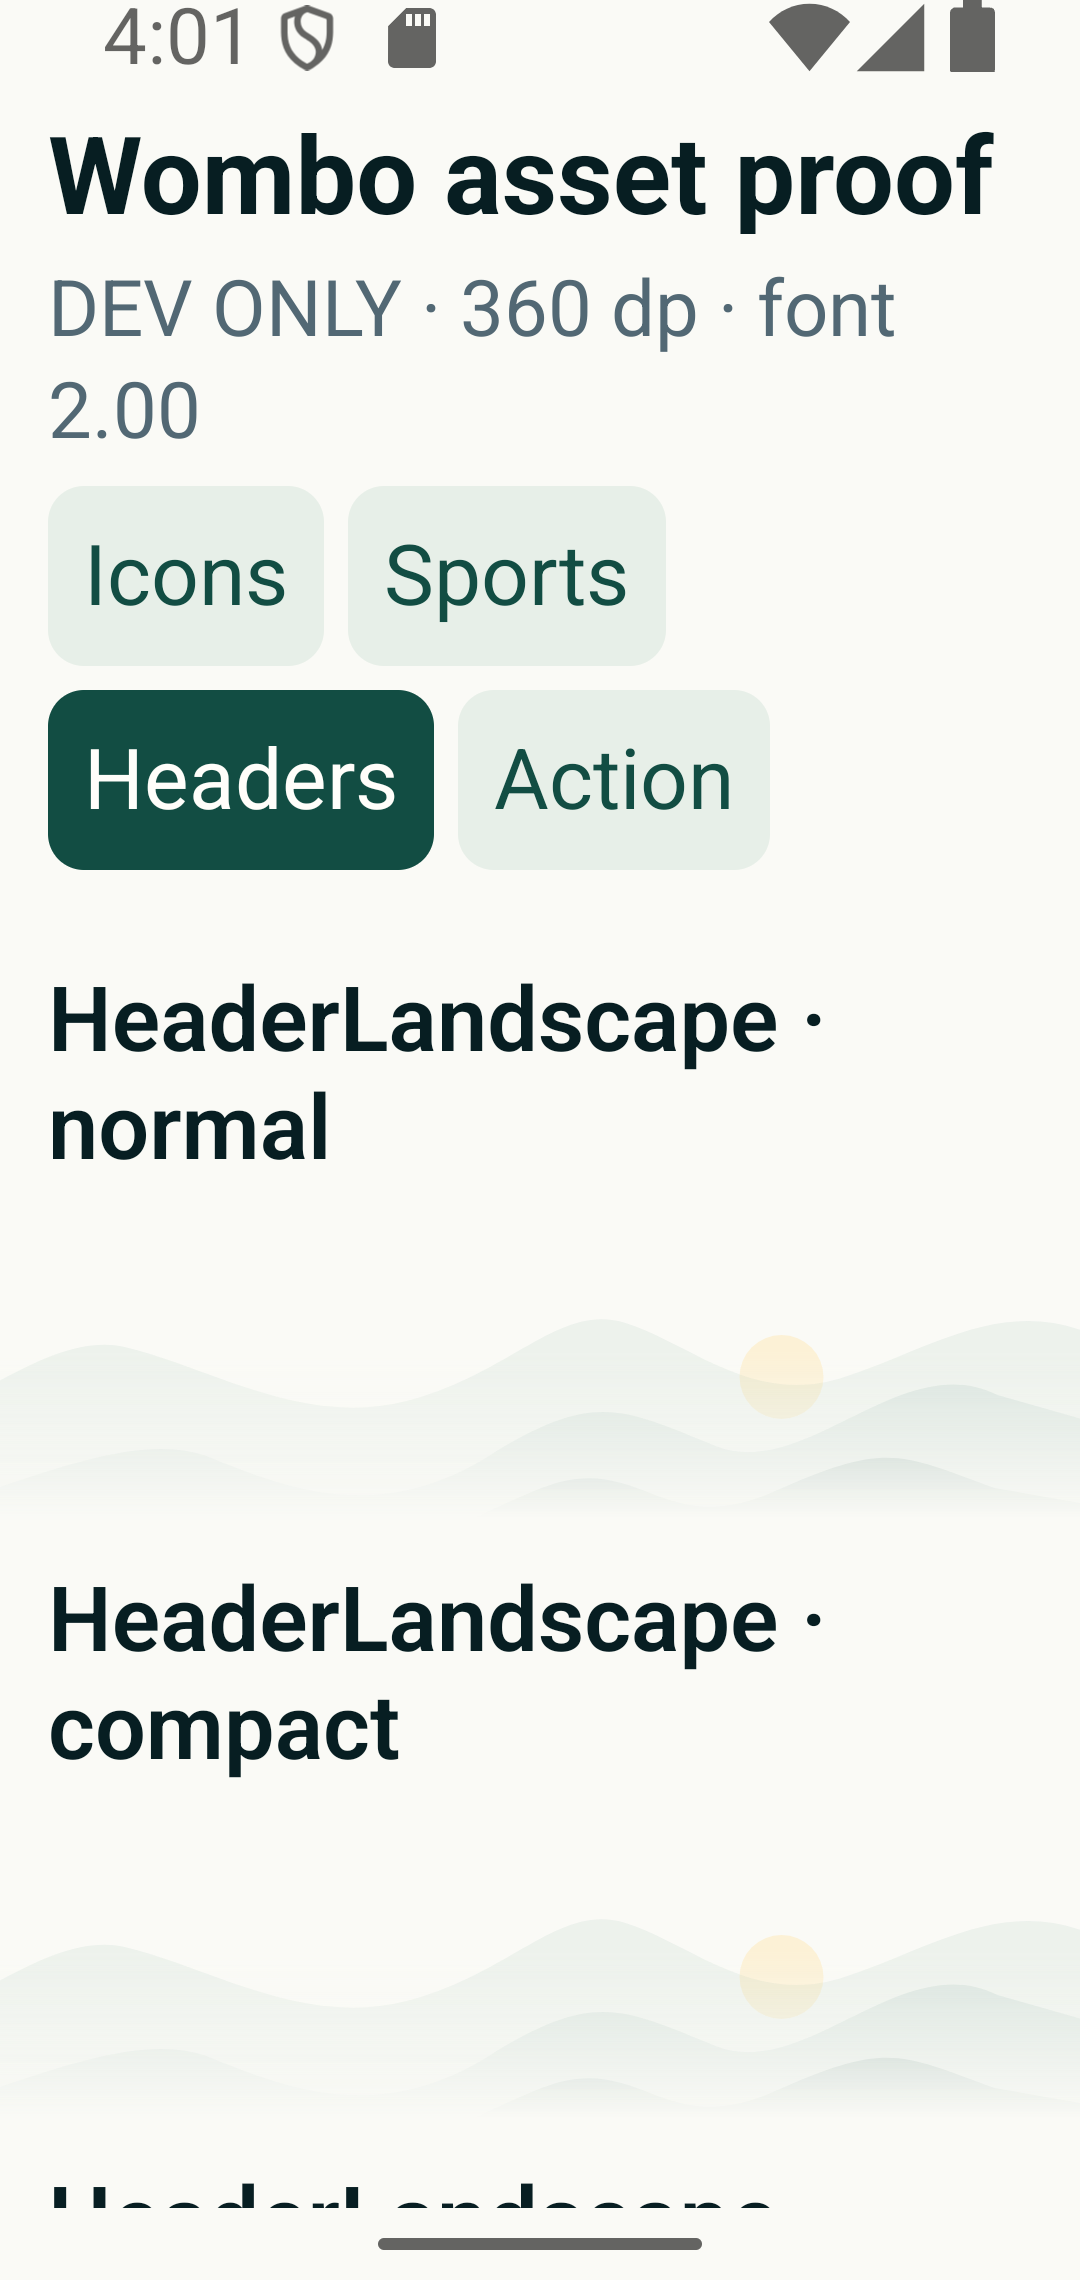 4:01
Wombo asset proof
DEV ONLY · 360 dp · font
2.00
Icons
Sports
Headers
Action
HeaderLandscape ·
normal
HeaderLandscape ·
compact
HeaderLandscape